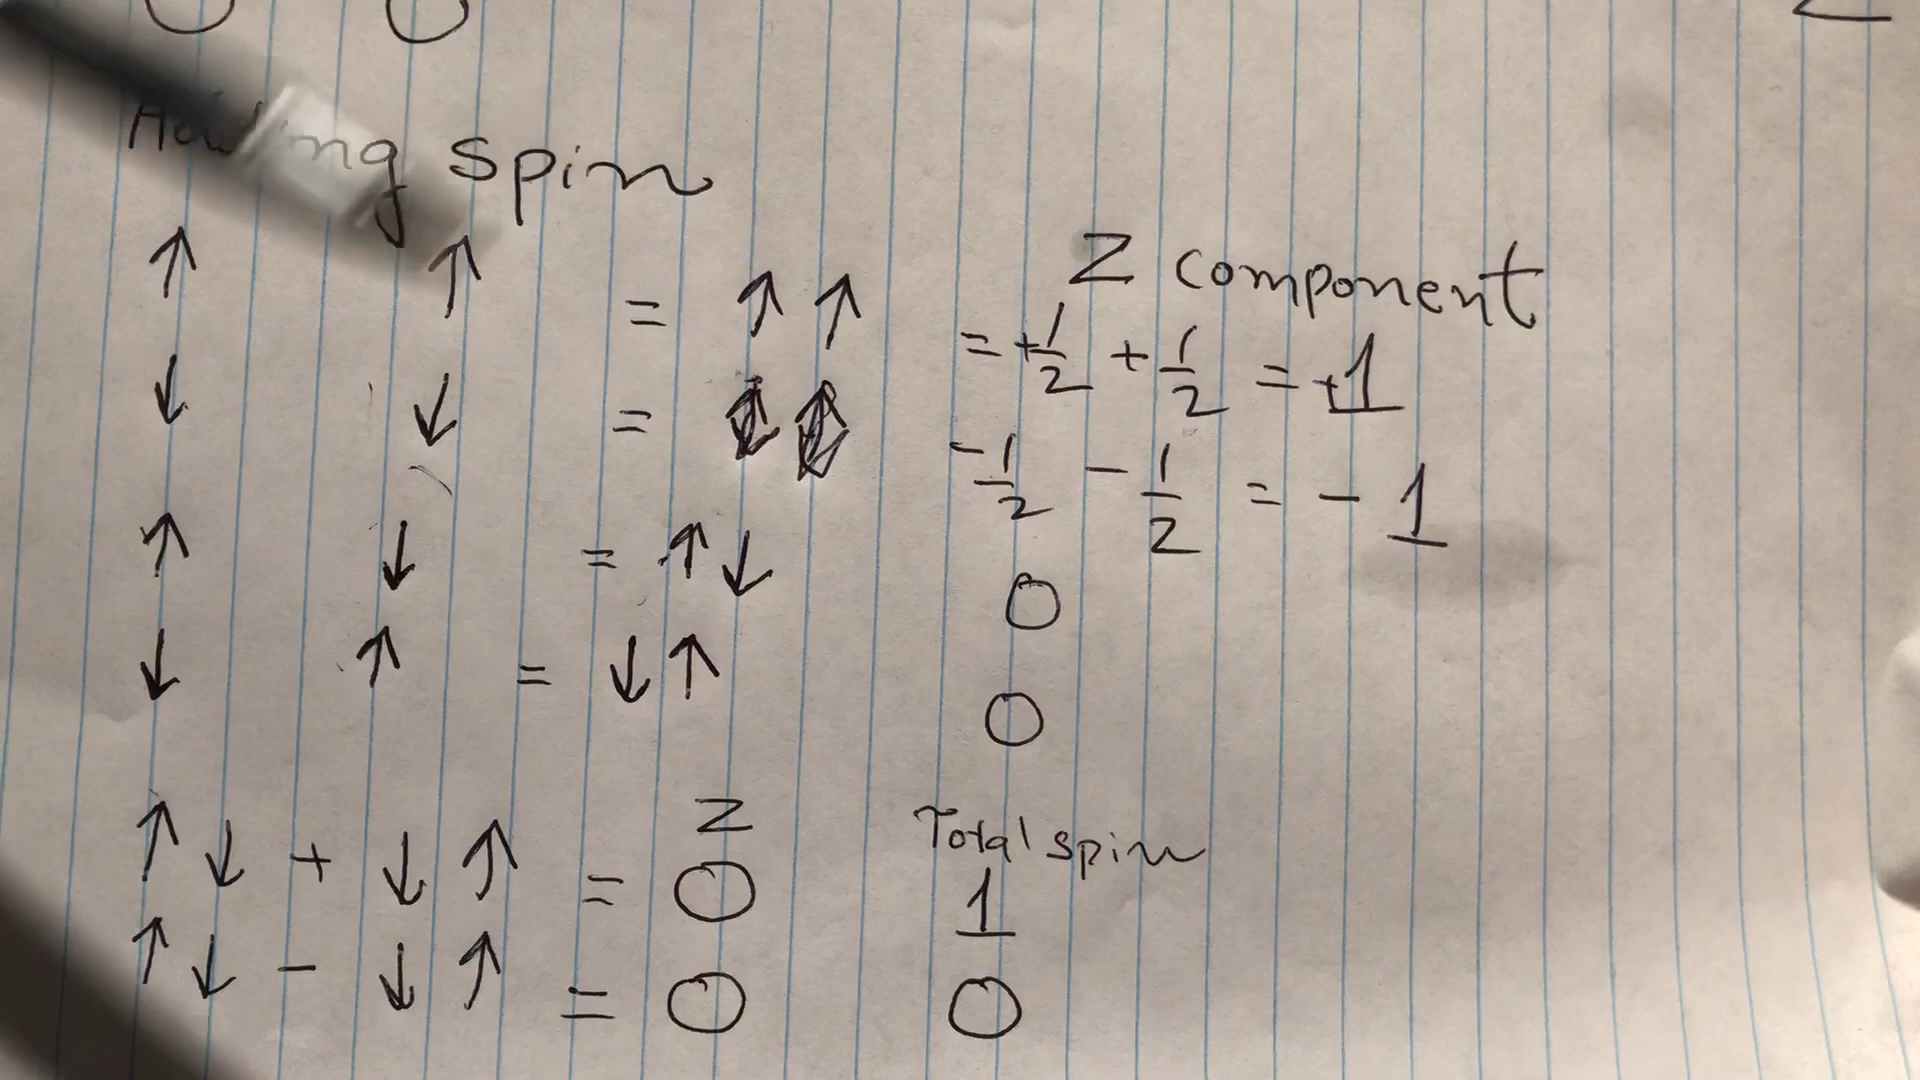 Adding spin
Z component
↑ ↑ = ↑ ↑ = +1/2 + 1/2 = +1
↓ ↓ = -1/2 - 1/2 = - 1
↑ ↓ = ↑ ↓ 0
↓ ↑ = ↓ ↑ 0
Z Total spin
↑ ↓ + ↓ ↑ = 0 1
↑ ↓ - ↓ ↑ = 0 0